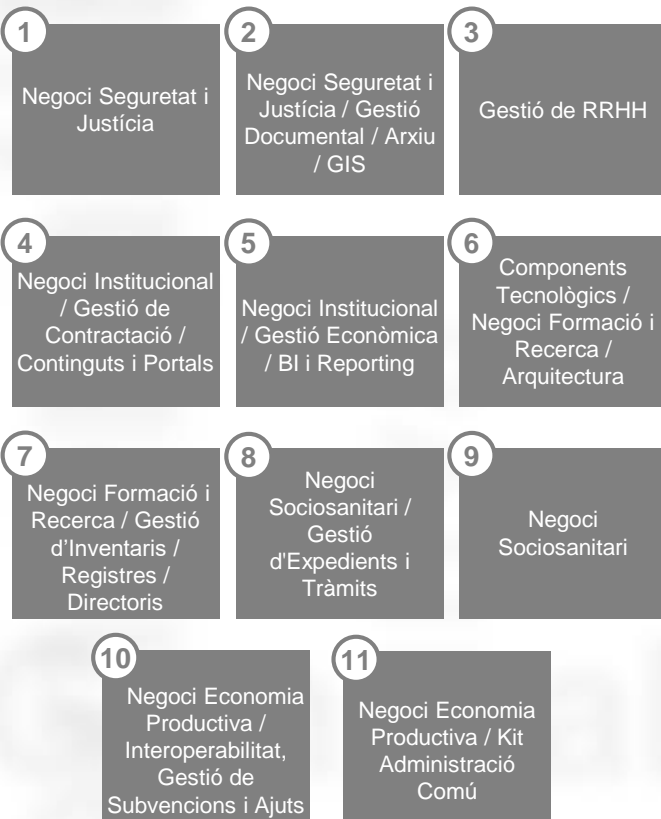 1
Negoci Seguretat i
Justícia
2
Negoci Seguretat i
Justícia / Gestió
Documental / Arxiu
/ GIS
3
Gestió de RRHH
4
Negoci Institucional
/ Gestió de
Contractació /
Continguts i Portals
5
Negoci Institucional
/ Gestió Econòmica
/ BI i Reporting
6
Components
Tecnològics /
Negoci Formació i
Recerca /
Arquitectura
7
Negoci Formació i
Recerca / Gestió
d’Inventaris /
Registres /
Directoris
8
Negoci
Sociosanitari /
Gestió
d'Expedients i
Tràmits
9
Negoci
Sociosanitari
10
Negoci Economia
Productiva /
Interoperabilitat,
Gestió de
Subvencions i Ajuts
11
Negoci Economia
Productiva / Kit
Administració
Comú